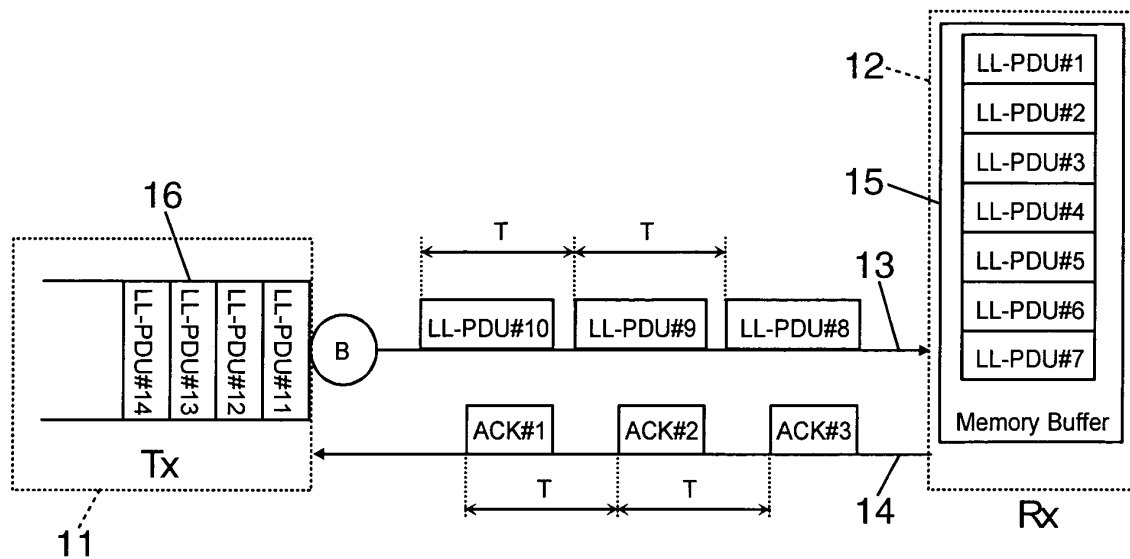 12
LL-PDU#1
LL-PDU#2
LL-PDU#3
15
LL-PDU#4
16
T T
LL-PDU#5
13
LL-PDU#14
LL-PDU#13
LL-PDU#12
LL-PDU#11
B
LL-PDU#10
LL-PDU#9
LL-PDU#8
LL-PDU#6
LL-PDU#7
Memory Buffer
ACK#1
ACK#2
ACK#3
Tx
T T
14
Rx
11